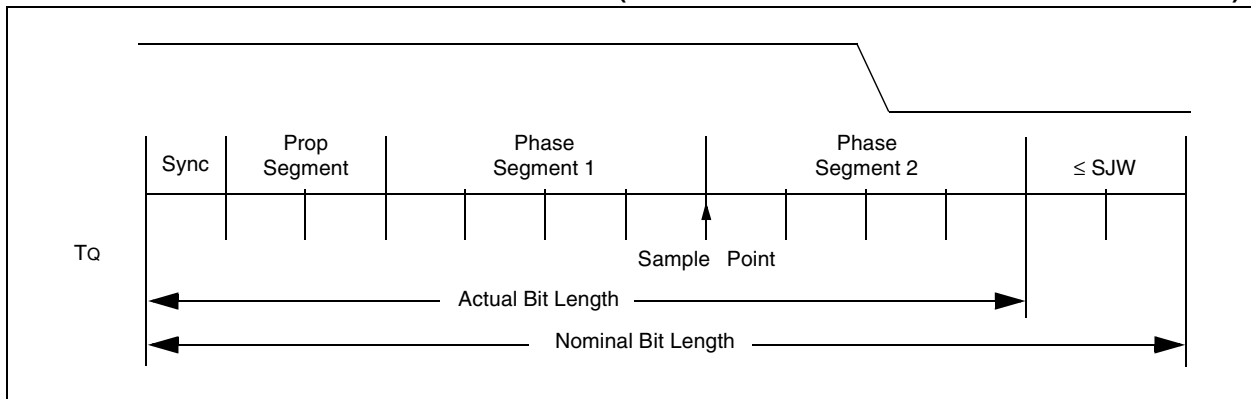 Sync
Prop
Segment
Phase
Segment 1
Phase
Segment 2
≤ SJW
TQ
Sample Point
Actual Bit Length
Nominal Bit Length